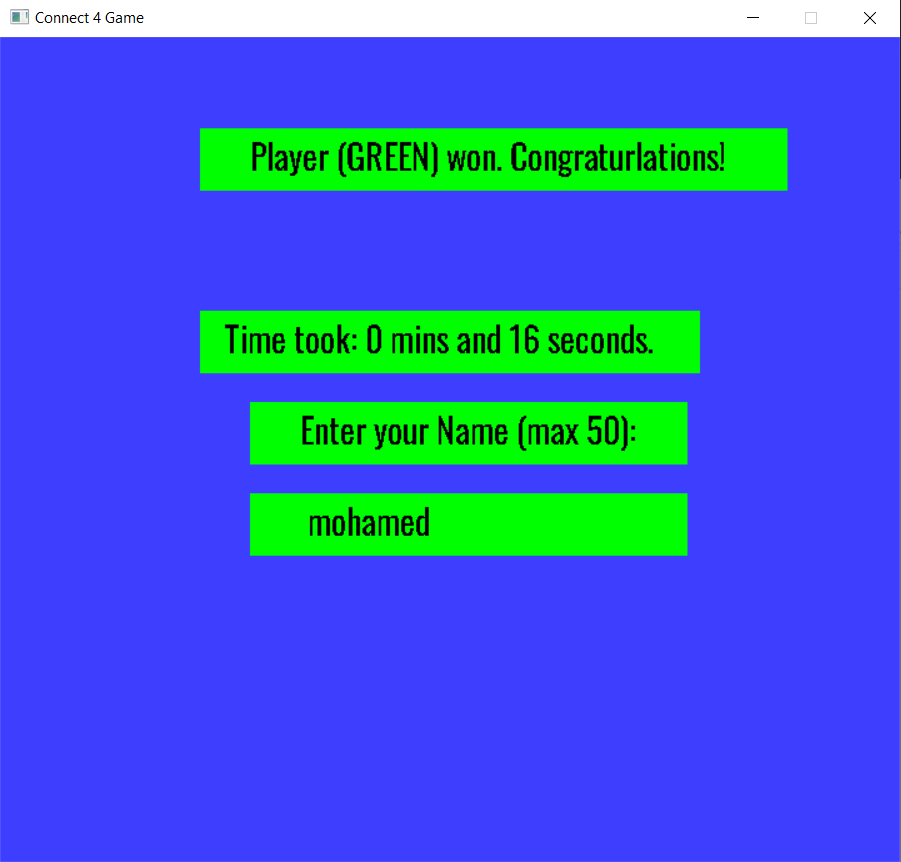 Connect 4 Game
Player (GREEN) won. Congraturlations!
Time took: 0 mins and 16 seconds.
Enter your Name (max 50):
mohamed